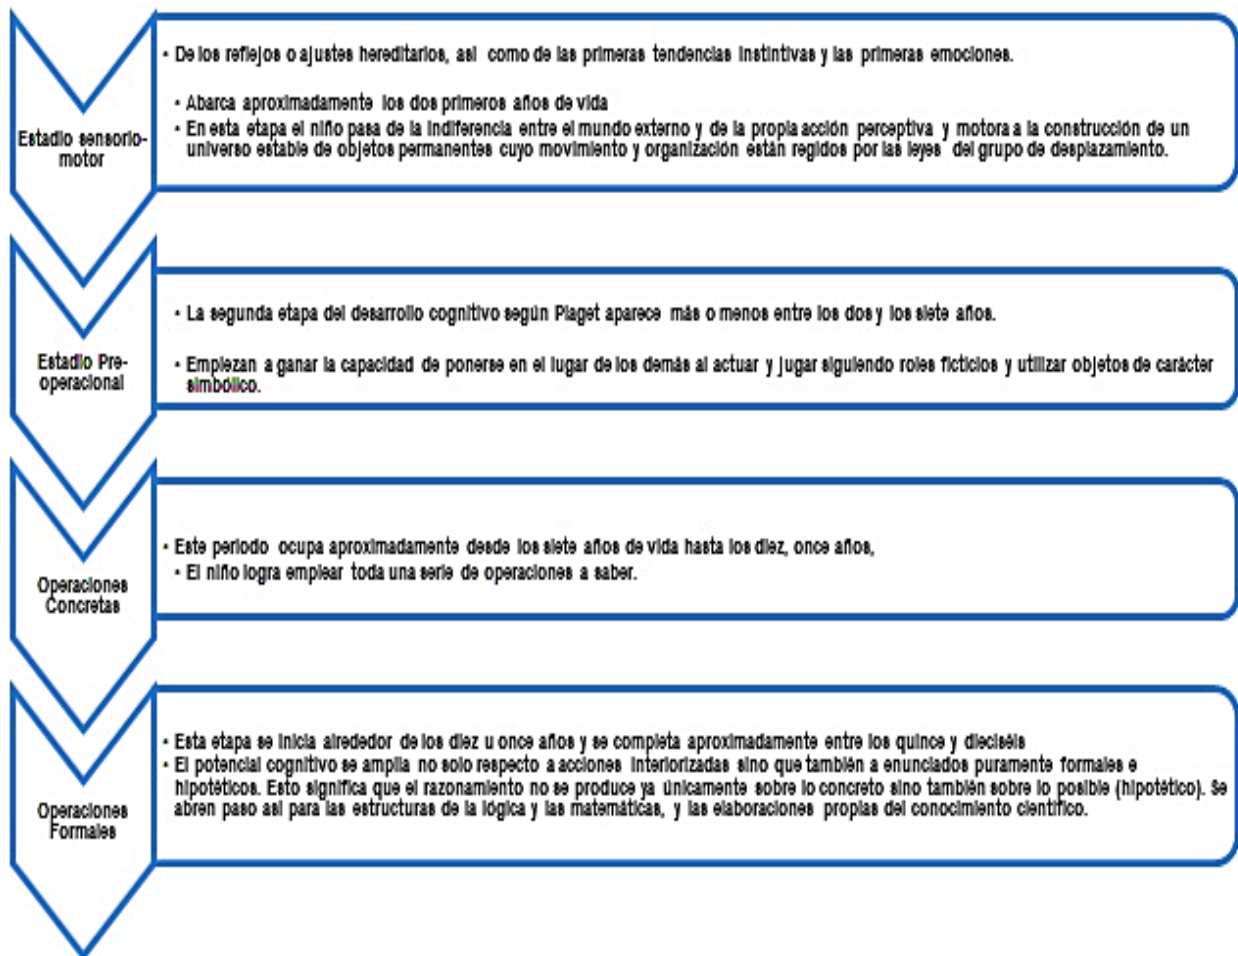 Estadio sensorio-
motor
• De los reflejos o ajustes hereditarios, así como de las primeras tendencias instintivas y las primeras emociones.
• Abarca aproximadamente los dos primeros años de vida
• En esta etapa el niño pasa de la indiferencia entre el mundo externo y de la propia acción perceptiva y motora a la construcción de un
universo estable de objetos permanentes cuyo movimiento y organización están regidos por las leyes del grupo de desplazamiento.
Estadio Pre-
operacional
• La segunda etapa del desarrollo cognitivo según Piaget aparece más o menos entre los dos y los siete años.
• Empiezan a ganar la capacidad de ponerse en el lugar de los demás al actuar y jugar siguiendo roles ficticios y utilizar objetos de carácter
simbólico.
Operaciones
Concretas
• Este periodo ocupa aproximadamente desde los siete años de vida hasta los diez, once años,
• El niño logra emplear toda una serie de operaciones a saber.
Operaciones
Formales
• Esta etapa se inicia alrededor de los diez u once años y se completa aproximadamente entre los quince y dieciséis
• El potencial cognitivo se amplia no solo respecto a acciones interiorizadas sino que también a enunciados puramente formales e
hipotéticos. Esto significa que el razonamiento no se produce ya únicamente sobre lo concreto sino también sobre lo posible (hipotético). Se
abren paso así para las estructuras de la lógica y las matemáticas, y las elaboraciones propias del conocimiento científico.